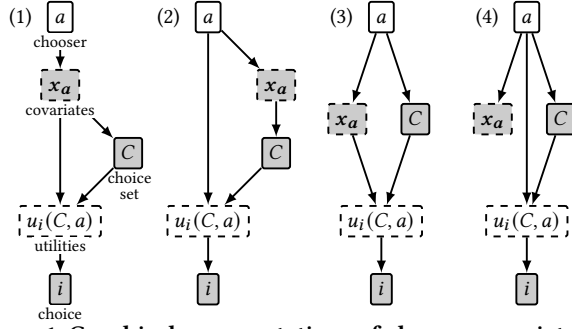 (1) a (2) a (3) a (4) a
chooser
x_a x_a
covariates x_a C x_a C
C C
choice
set
u_i(C, a) u_i(C, a) u_i(C, a) u_i(C, a)
utilities
i i i i
choice